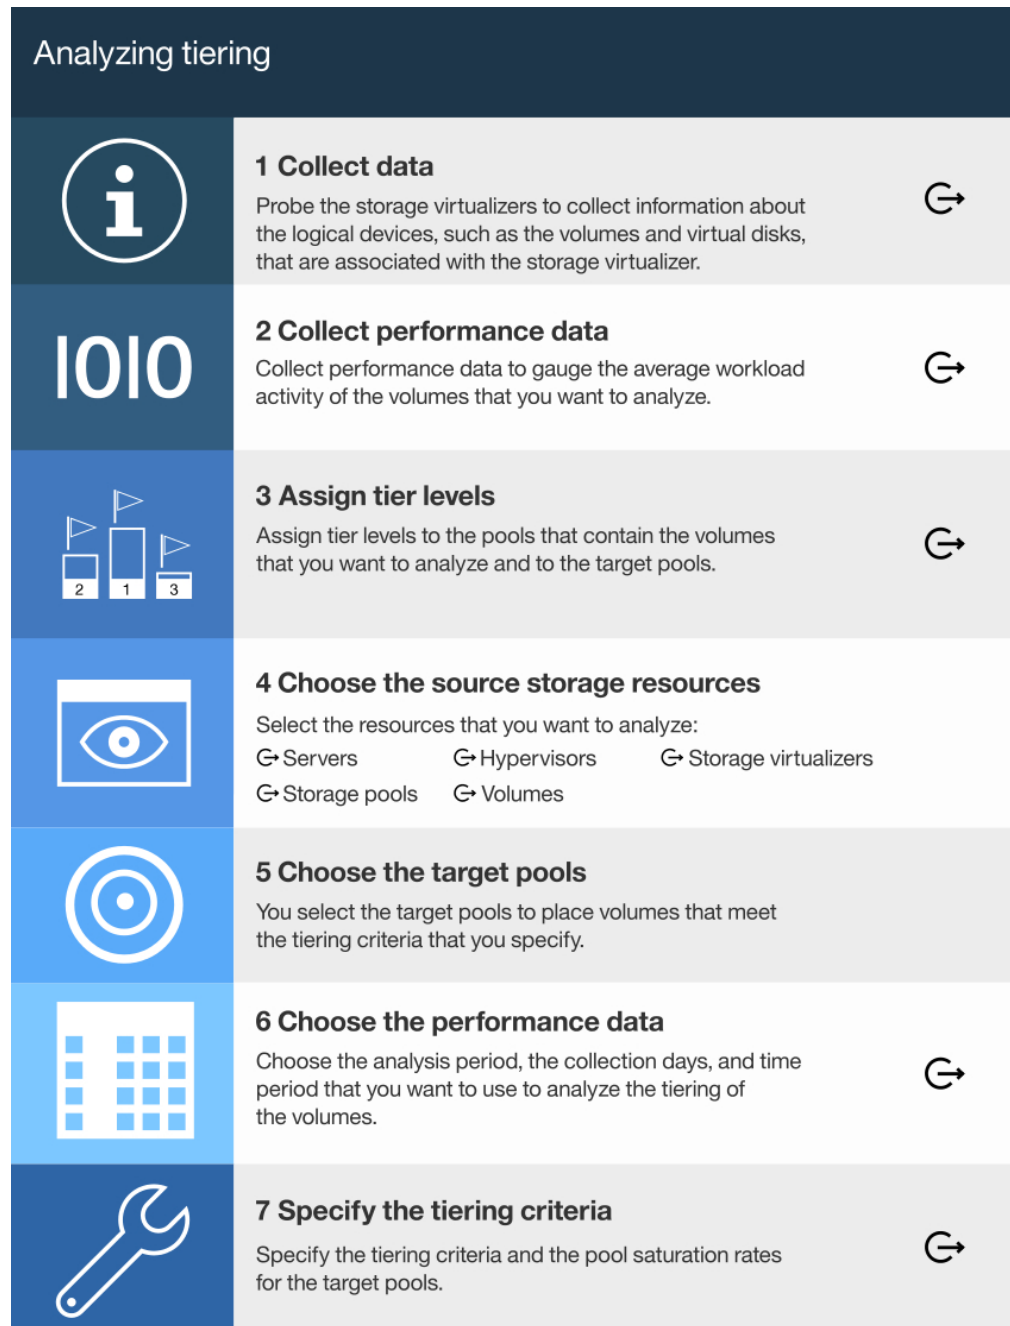 Analyzing tiering
1 Collect data
Probe the storage virtualizers to collect information about
the logical devices, such as the volumes and virtual disks,
that are associated with the storage virtualizer.
IOIO
2 Collect performance data
Collect performance data to gauge the average workload
activity of the volumes that you want to analyze.
2 1 3
3 Assign tier levels
Assign tier levels to the pools that contain the volumes
that you want to analyze and to the target pools.
4 Choose the source storage resources
Select the resources that you want to analyze:
Servers Hypervisors Storage virtualizers
Storage pools Volumes
5 Choose the target pools
You select the target pools to place volumes that meet
the tiering criteria that you specify.
6 Choose the performance data
Choose the analysis period, the collection days, and time
period that you want to use to analyze the tiering of
the volumes.
7 Specify the tiering criteria
Specify the tiering criteria and the pool saturation rates
for the target pools.